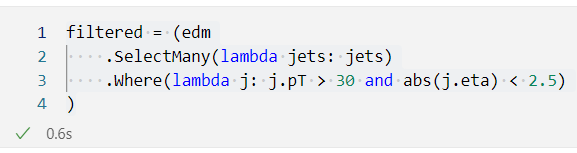 1 filtered = (edm
2     .SelectMany(lambda jets: jets)
3     .Where(lambda j: j.pT > 30 and abs(j.eta) < 2.5)
4 )
0.6s